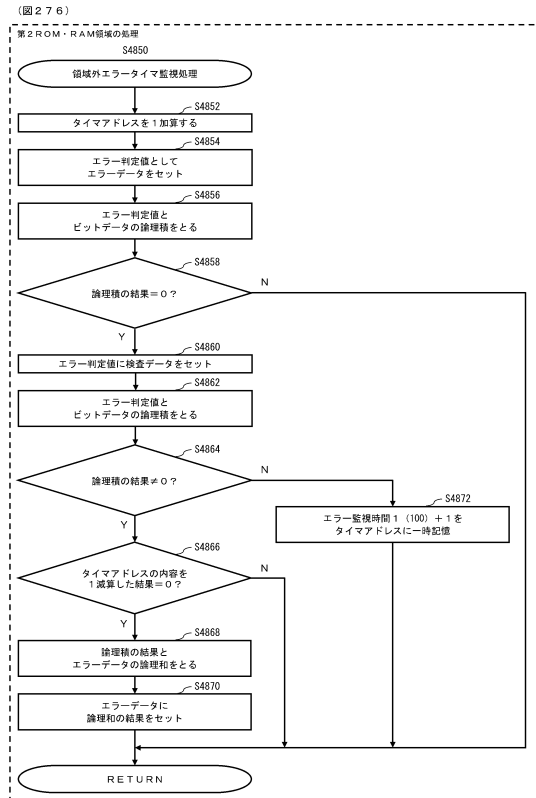 (図２７６)
第２ＲＯＭ・ＲＡＭ領域の処理
S4850
領域外エラータイマ監視処理
S4852
タイマアドレスを１加算する
S4854
エラー判定値として
エラーデータをセット
S4856
エラー判定値と
ビットデータの論理積をとる
S4858
論理積の結果＝０？
N
Y
S4860
エラー判定値に検査データをセット
S4862
エラー判定値と
ビットデータの論理積をとる
S4864
論理積の結果≠０？
N
Y
S4872
エラー監視時間１（100）＋１を
タイマアドレスに一時記憶
S4866
タイマアドレスの内容を
１減算した結果＝０？
N
Y
S4868
論理積の結果と
エラーデータの論理和をとる
S4870
エラーデータに
論理和の結果をセット
ＲＥＴＵＲＮ